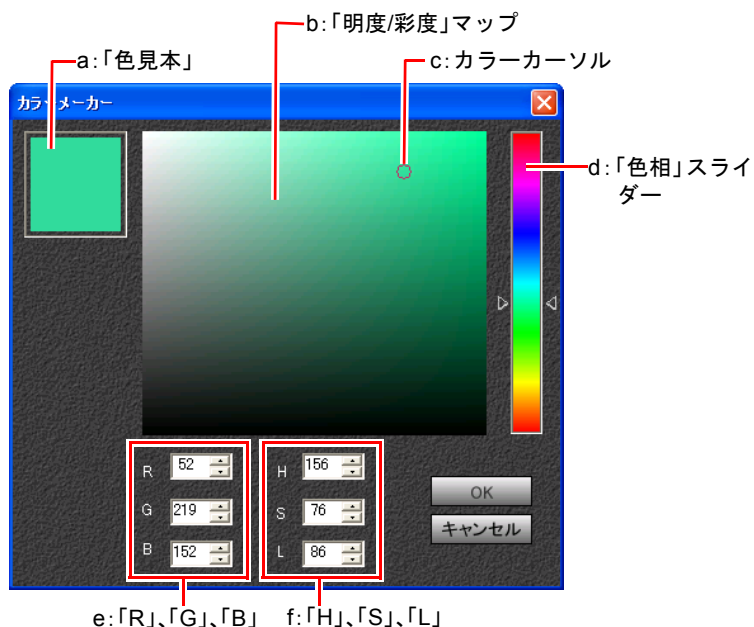 b:「明度/彩度」マップ
a:「色見本」
c:カラーカーソル
カラーメーカー
d:「色相」スライ
ダー
R 52
H 156
G 219
S 76
B 152
L 86
OK
キャンセル
e:「R」、「G」、「B」
f:「H」、「S」、「L」